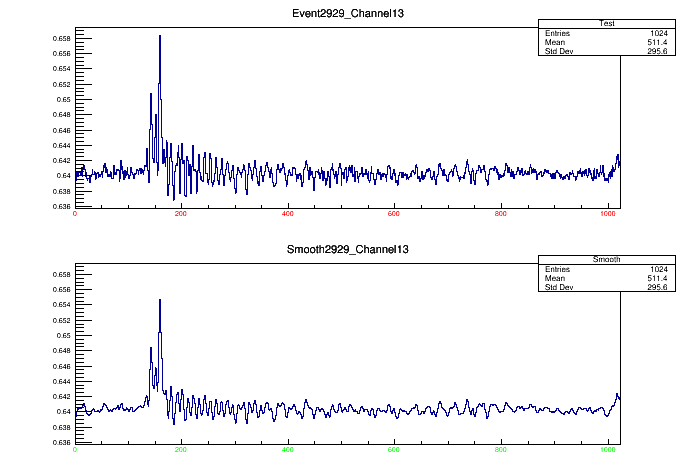 Event2929_Channel13
Test
Entries 1024
Mean 511.4
Std Dev 295.6
0.658
0.656
0.654
0.652
0.65
0.648
0.646
0.644
0.642
0.64
0.638
0.636
0 200 400 600 800 1000
Smooth2929_Channel13
Smooth
Entries 1024
Mean 511.4
Std Dev 295.6
0.658
0.656
0.654
0.652
0.65
0.648
0.646
0.644
0.642
0.64
0.638
0.636
0 200 400 600 800 1000